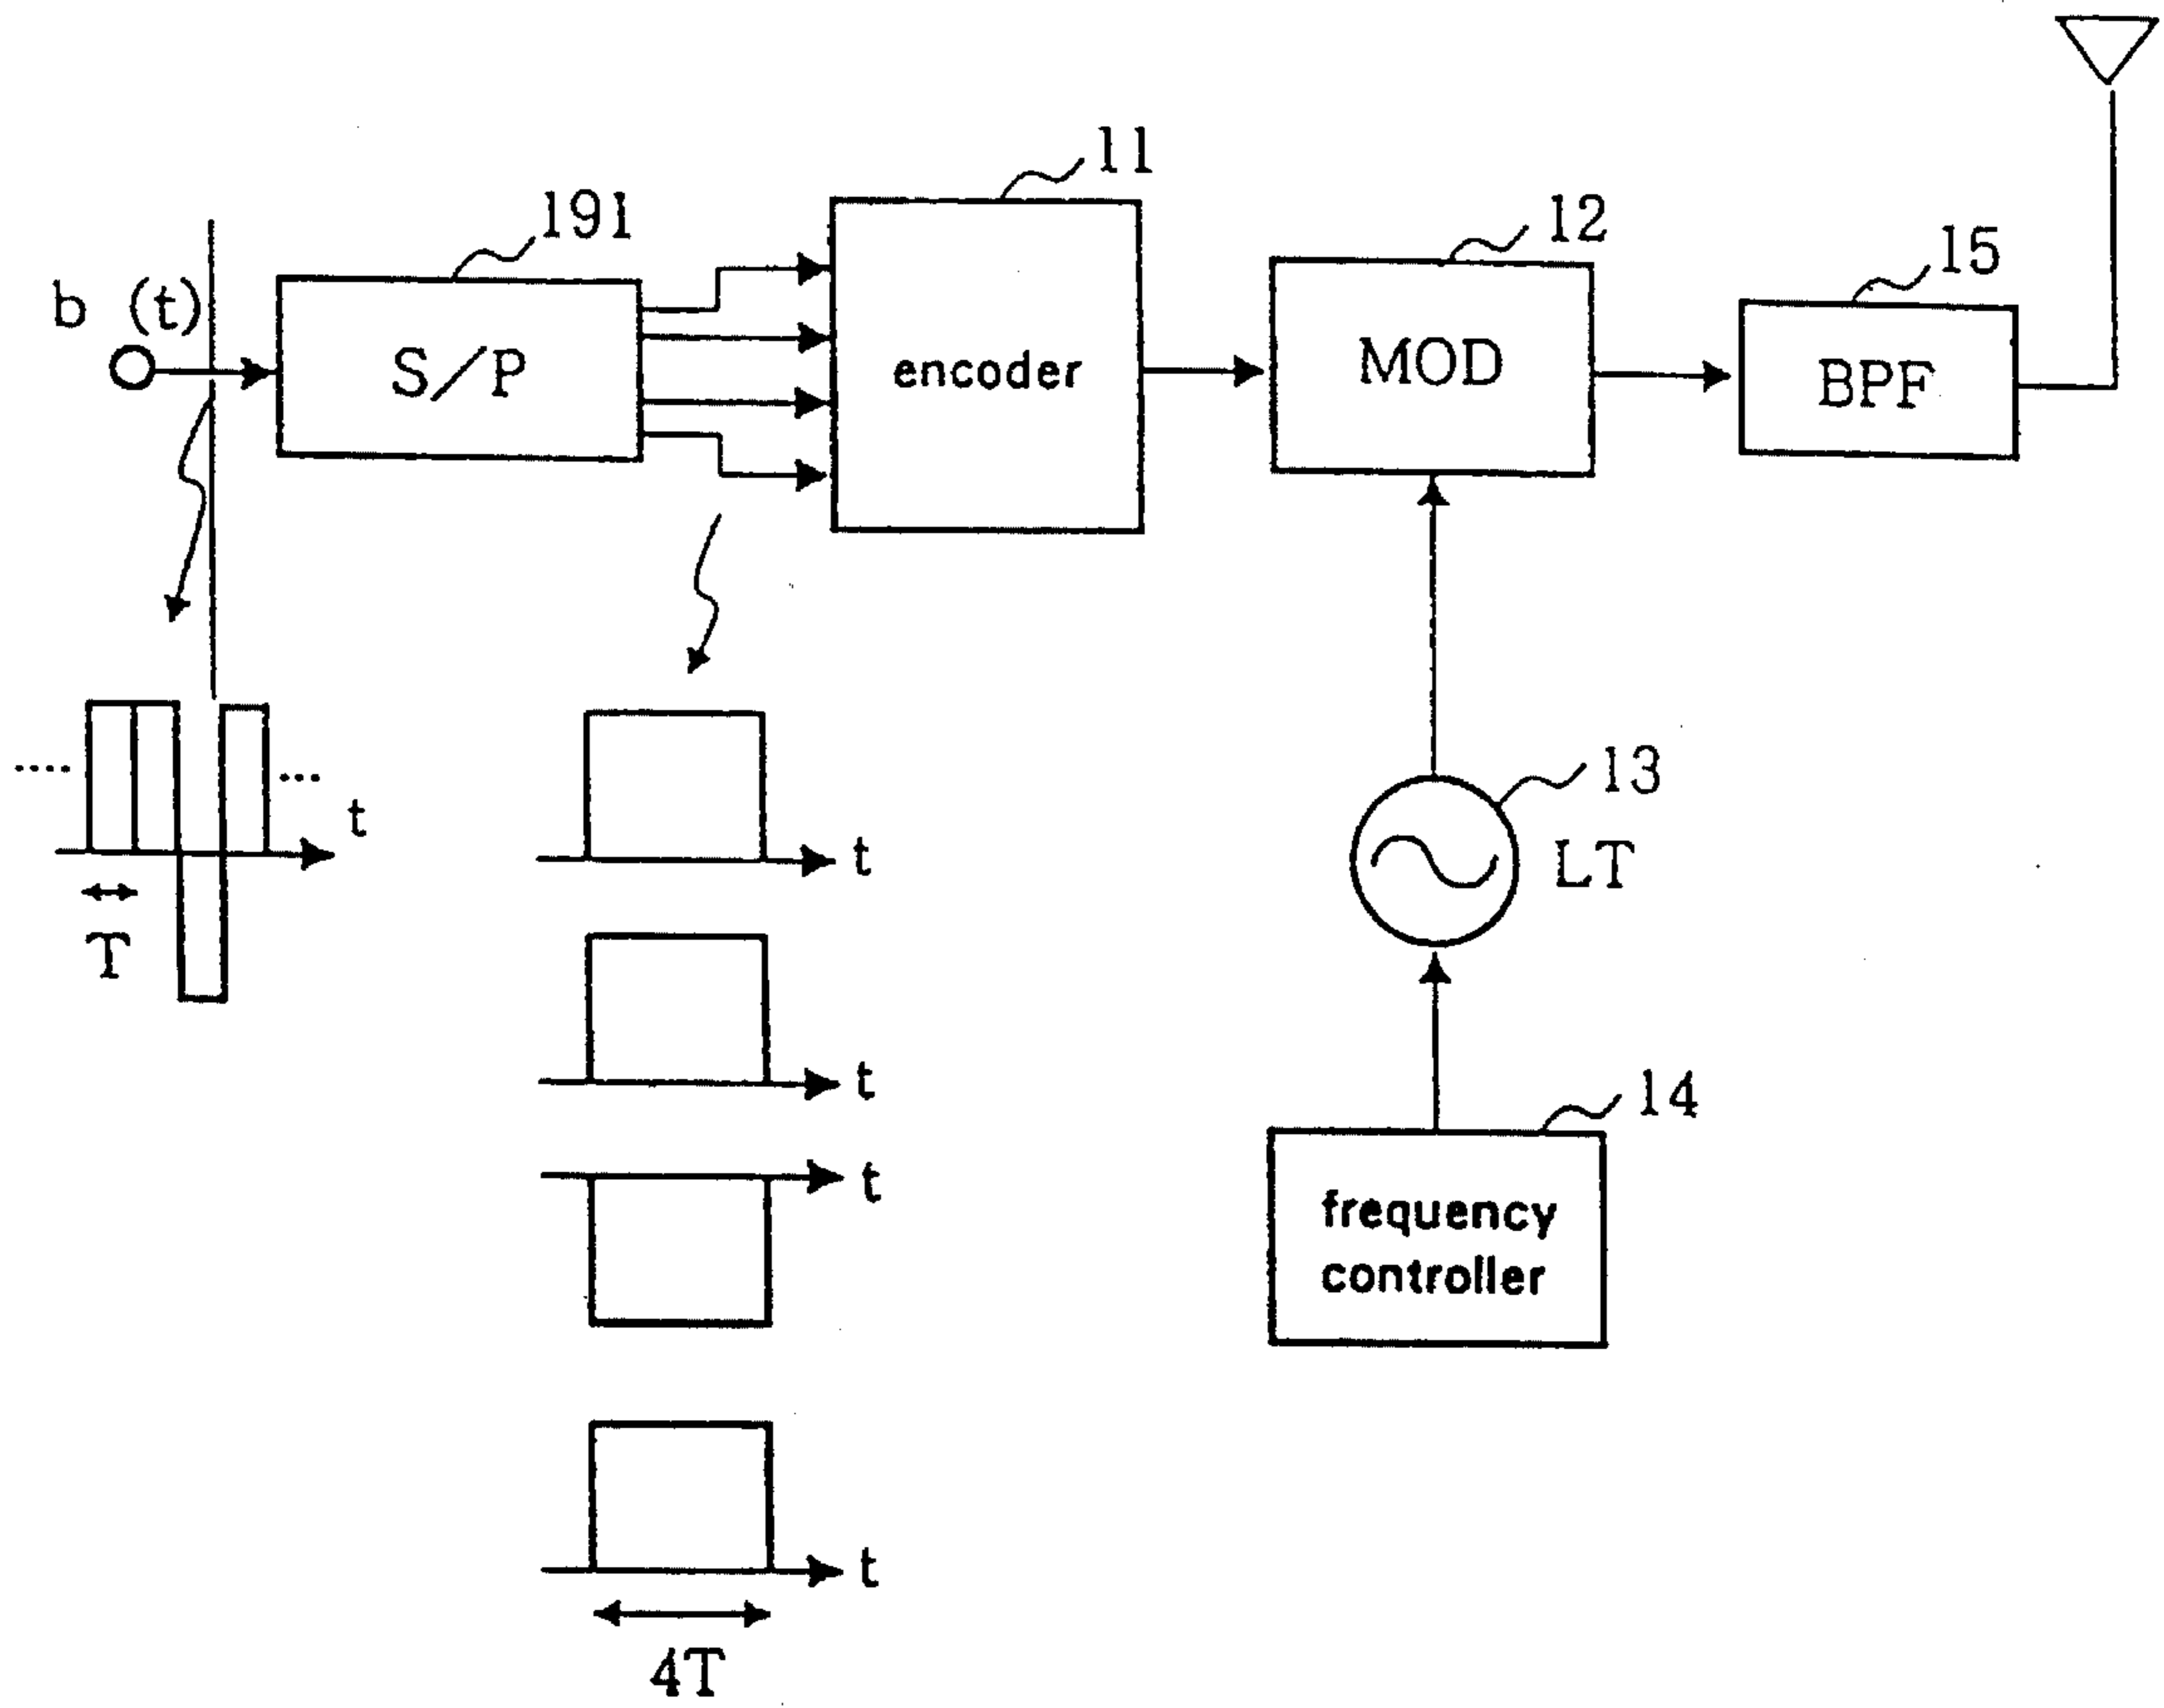 11
191
12
15
b (t)
S/P
encoder
MOD
BPF
....
...
t
T
t
13
LT
t
14
t
frequency
controller
t
4T